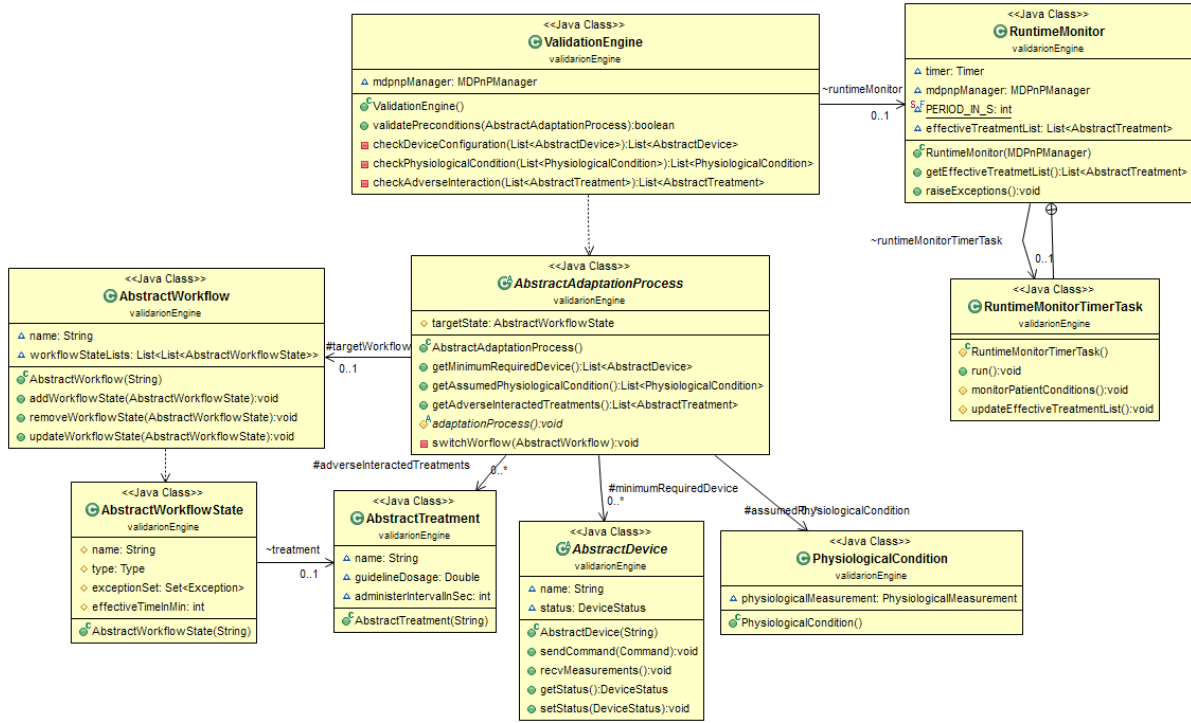 <<Java Class>>
ValidationEngine
validarionEngine
mdpnpManager: MDPnPManager
ValidationEngine()
validatePreconditions(AbstractAdaptationProcess):boolean
checkDeviceConfiguration(List<AbstractDevice>):List<AbstractDevice>
checkPhysiologicalCondition(List<PhysiologicalCondition>):List<PhysiologicalCondition>
checkAdverseInteraction(List<AbstractTreatment>):List<AbstractTreatment>
~runtimeMonitor
0..1
<<Java Class>>
RuntimeMonitor
validarionEngine
timer: Timer
mdpnpManager: MDPnPManager
PERIOD_IN_S: int
effectiveTreatmentList: List<AbstractTreatment>
RuntimeMonitor(MDPnPManager)
getEffectiveTreatmetList():List<AbstractTreatment>
raiseExceptions():void
~runtimeMonitorTimerTask
0..1
<<Java Class>>
RuntimeMonitorTimerTask
validarionEngine
RuntimeMonitorTimerTask()
run():void
monitorPatientConditions():void
updateEffectiveTreatmentList():void
<<Java Class>>
AbstractWorkflow
validarionEngine
name: String
workflowStateLists: List<List<AbstractWorkflowState>>
AbstractWorkflow(String)
addWorkflowState(AbstractWorkflowState):void
removeWorkflowState(AbstractWorkflowState):void
updateWorkflowState(AbstractWorkflowState):void
#targetWorkflow
0..1
<<Java Class>>
AbstractAdaptationProcess
validarionEngine
targetState: AbstractWorkflowState
AbstractAdaptationProcess()
getMinimumRequiredDevice():List<AbstractDevice>
getAssumedPhysiologicalCondition():List<PhysiologicalCondition>
getAdverseInteractedTreatments():List<AbstractTreatment>
adaptationProcess():void
switchWorflow(AbstractWorkflow):void
#adverseInteractedTreatments
0..*
#minimumRequiredDevice
0..*
#assumedPhysiologicalCondition
0..*
<<Java Class>>
AbstractWorkflowState
validarionEngine
name: String
type: Type
exceptionSet: Set<Exception>
effectiveTimeInMin: int
AbstractWorkflowState(String)
~treatment
0..1
<<Java Class>>
AbstractTreatment
validarionEngine
name: String
guidelineDosage: Double
administerIntervalInSec: int
AbstractTreatment(String)
<<Java Class>>
AbstractDevice
validarionEngine
name: String
status: DeviceStatus
AbstractDevice(String)
sendCommand(Command):void
recvMeasurements():void
getStatus():DeviceStatus
setStatus(DeviceStatus):void
<<Java Class>>
PhysiologicalCondition
validarionEngine
physiologicalMeasurement: PhysiologicalMeasurement
PhysiologicalCondition()